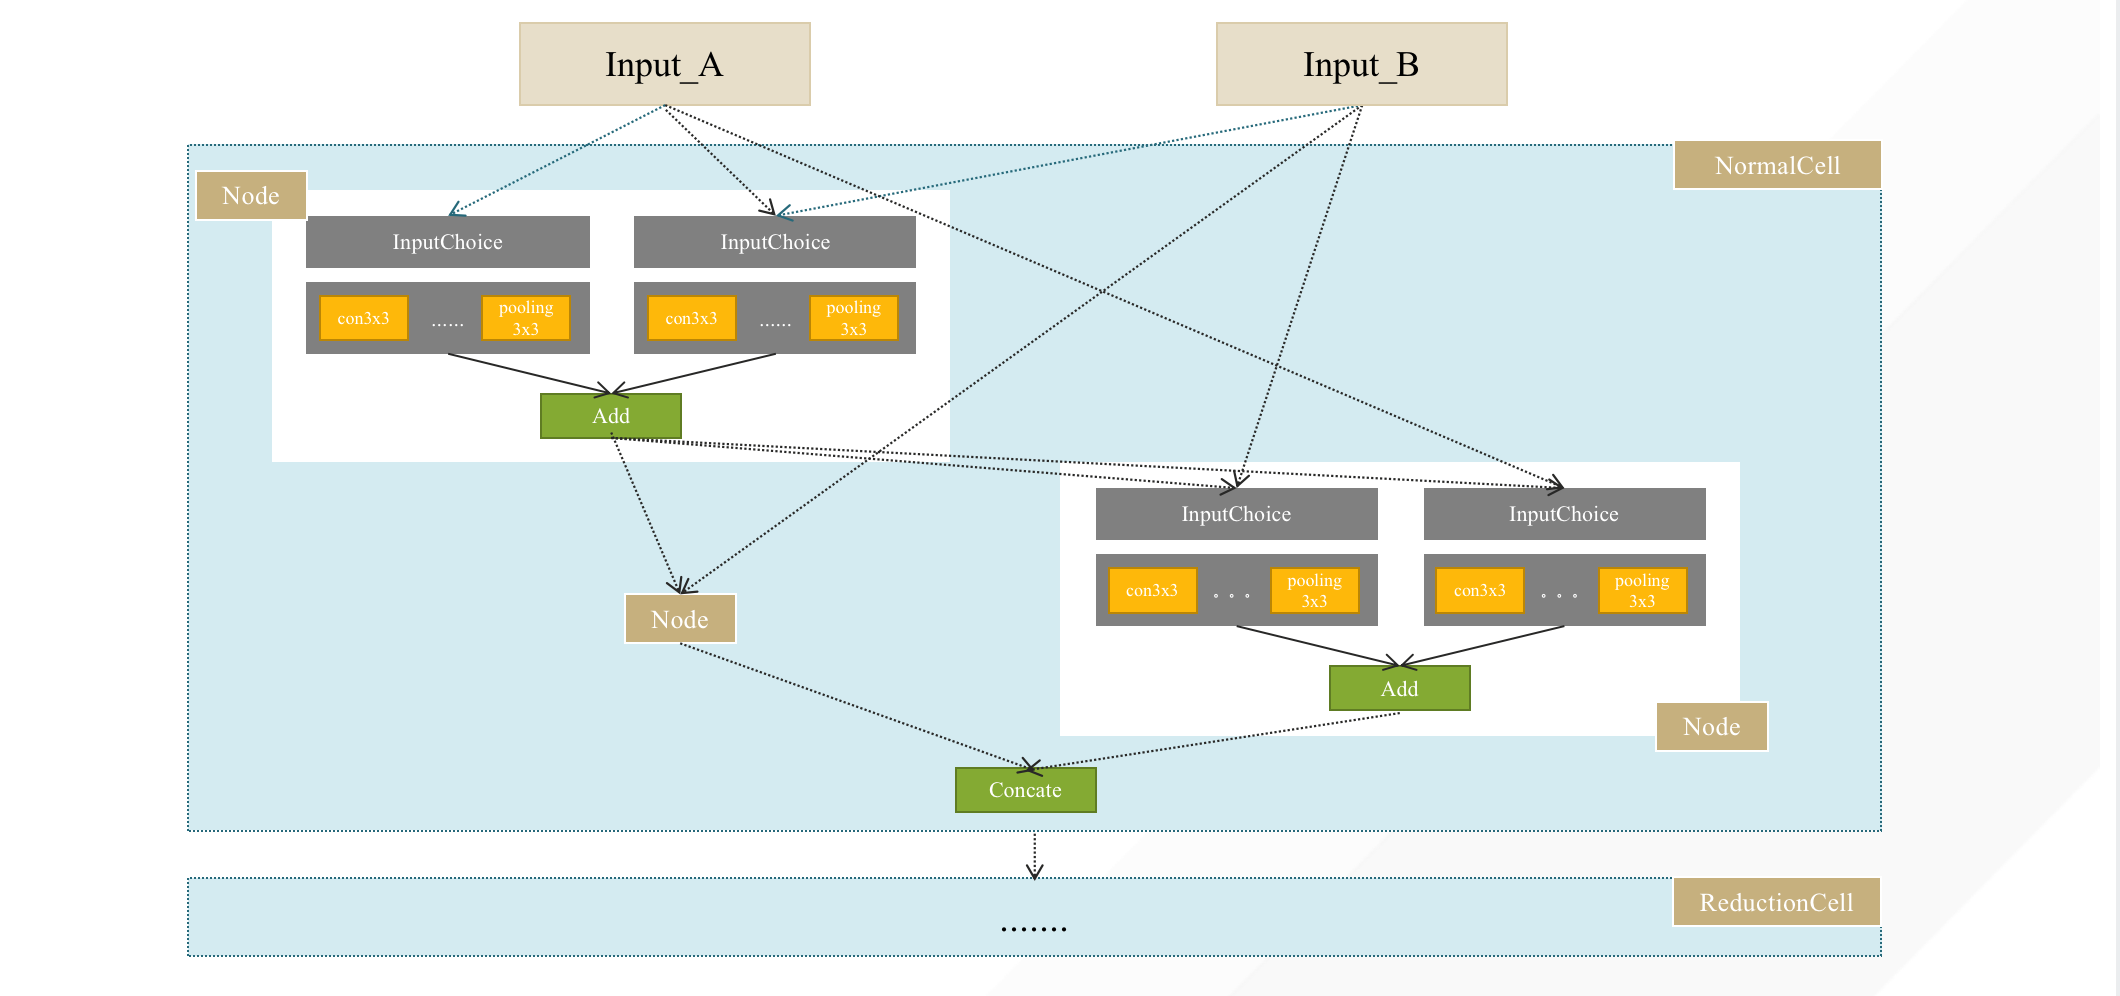 Input_A
Input_B
NormalCell
Node
InputChoice
InputChoice
con3x3
......
pooling
3x3
con3x3
......
pooling
3x3
Add
InputChoice
InputChoice
con3x3
。。。
pooling
3x3
con3x3
。。。
pooling
3x3
Node
Add
Node
Concate
ReductionCell
.......